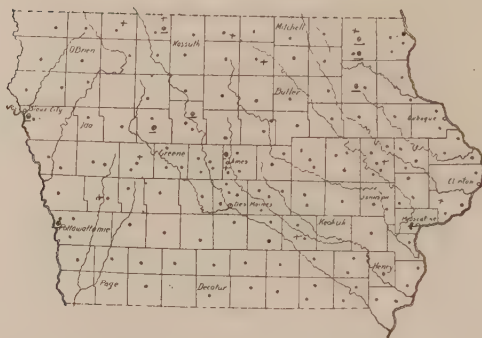 Mitchell
O'Brien
Kossuth
Butler
Sioux City
Dubuque
Ida
Greene
Ames
Clinton
Johnson
Des Moines
Keokuk
Muscatine
Pottawattamie
Henry
Page
Decatur